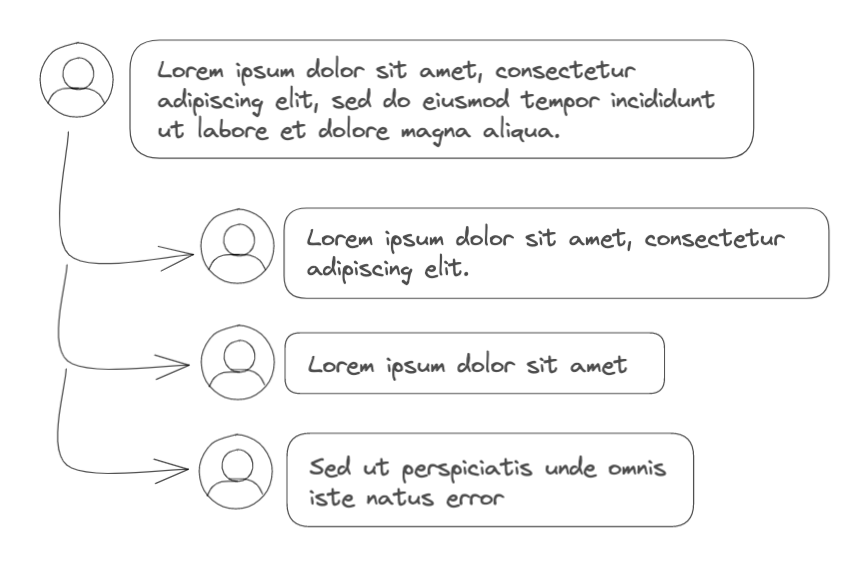 Lorem ipsum dolor sit amet, consectetur
adipiscing elit, sed do eiusmod tempor incididunt
ut labore et dolore magna aliqua.
Lorem ipsum dolor sit amet, consectetur
adipiscing elit.
Lorem ipsum dolor sit amet
Sed ut perspiciatis unde omnis
iste natus error